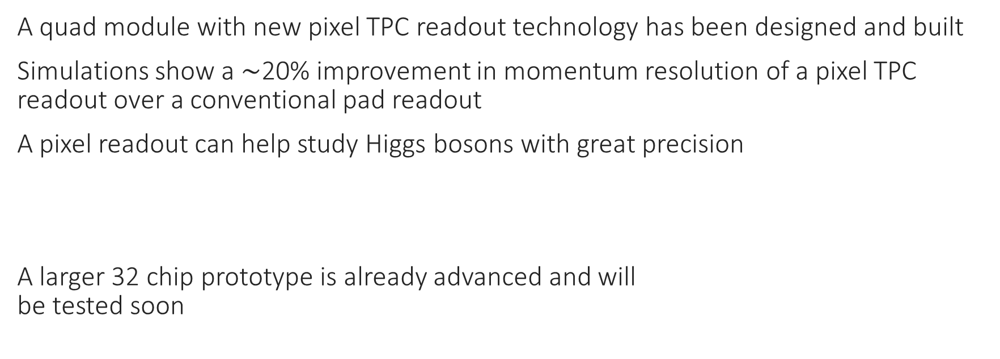 A quad module with new pixel TPC readout technology has been designed and built
Simulations show a ~20% improvement in momentum resolution of a pixel TPC
readout over a conventional pad readout
A pixel readout can help study Higgs bosons with great precision
A larger 32 chip prototype is already advanced and will
be tested soon